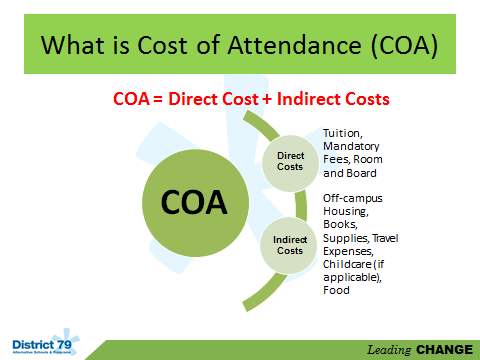 What is Cost of Attendance (COA)
COA = Direct Cost + Indirect Costs
COA
Direct
Costs
Tuition,
Mandatory
Fees, Room
and Board
Indirect
Costs
Off-campus
Housing,
Books,
Supplies, Travel
Expenses,
Childcare (if
applicable),
Food
District 79
Alternative Schools & Programs
Leading CHANGE